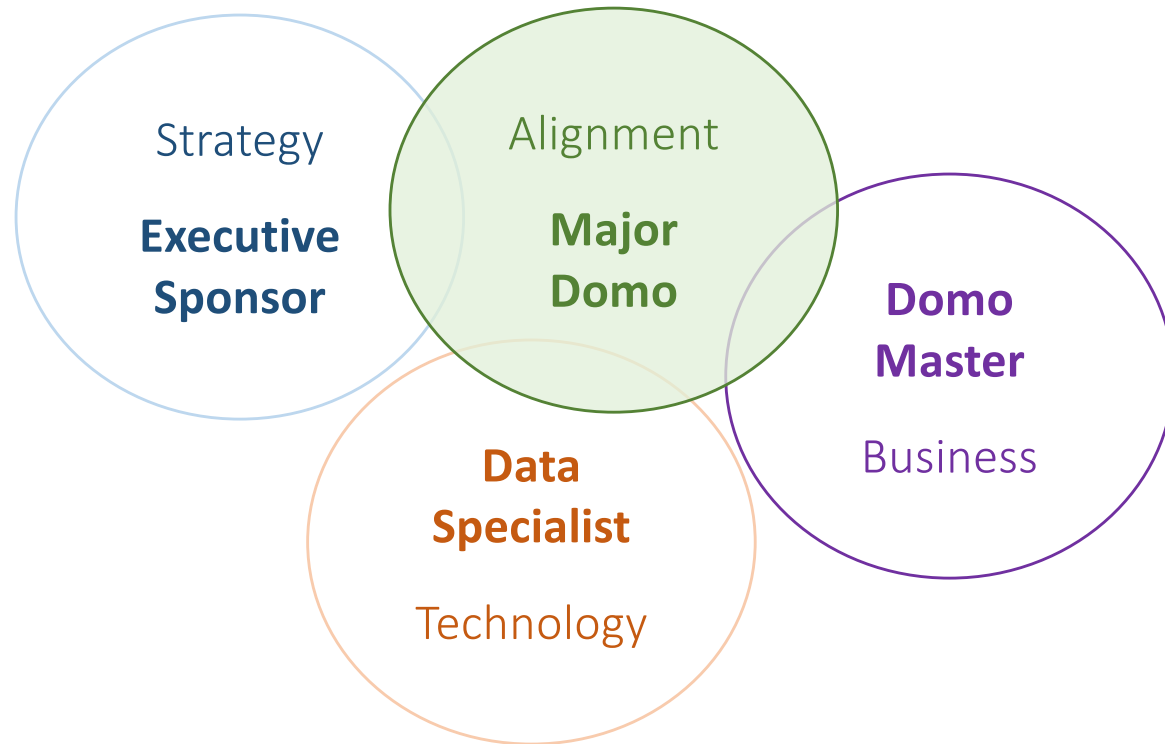 Strategy
Executive
Sponsor
Alignment
Major
Domo
Domo
Master
Business
Data
Specialist
Technology